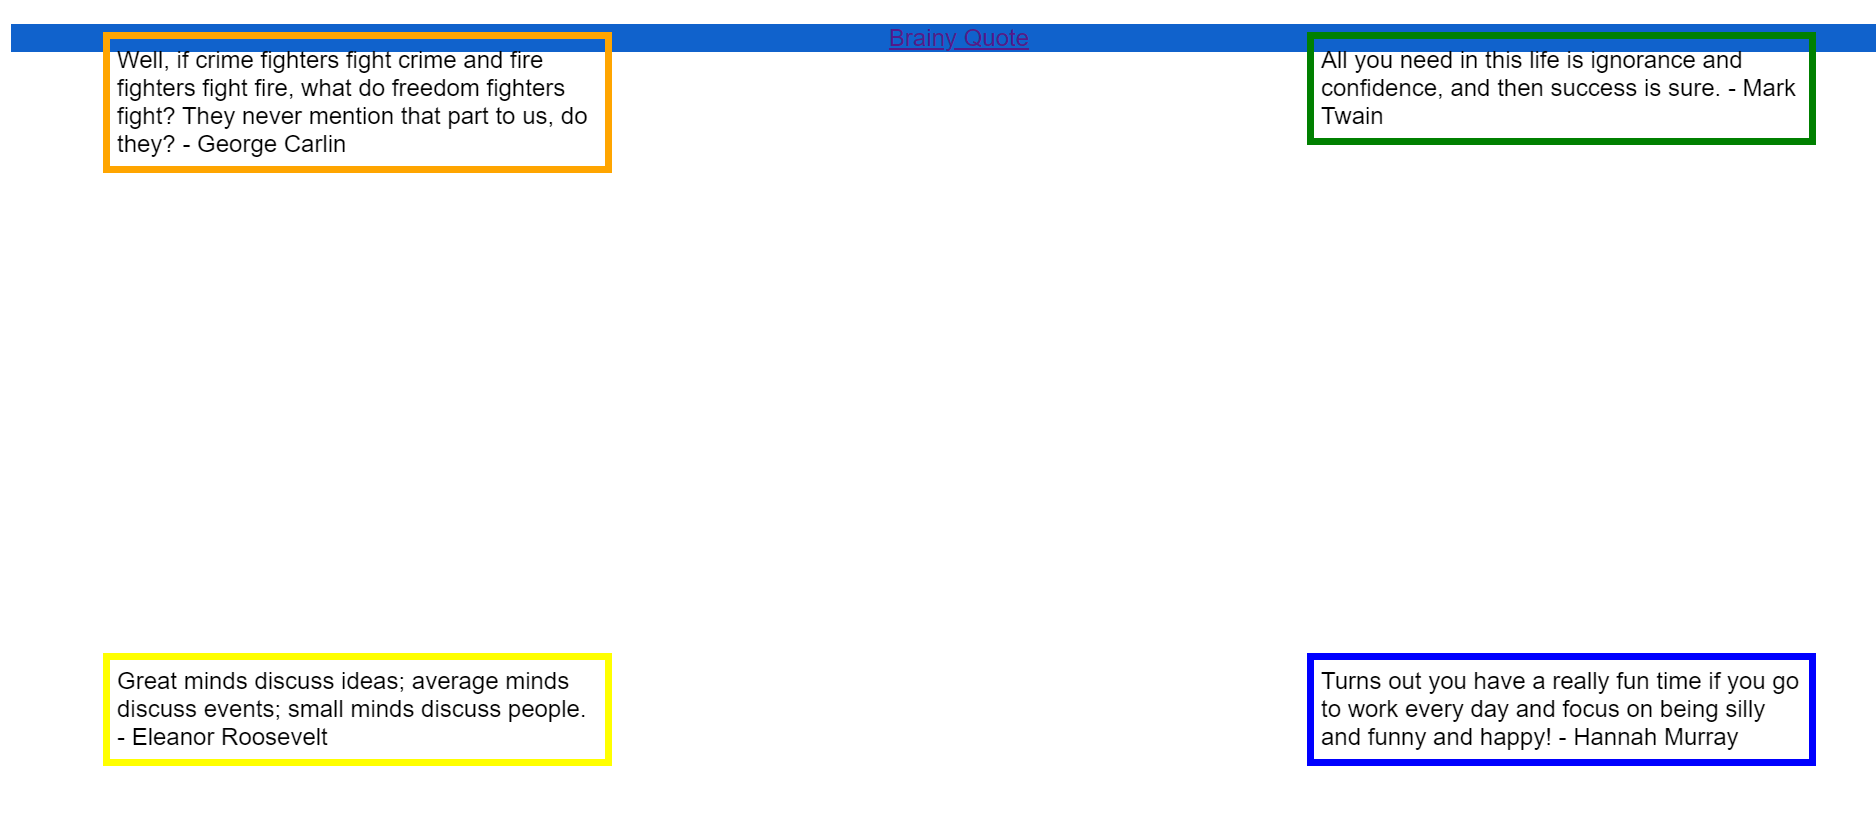 Brainy Quote
Well, if crime fighters fight crime and fire
fighters fight fire, what do freedom fighters
fight? They never mention that part to us, do
they? - George Carlin
All you need in this life is ignorance and
confidence, and then success is sure. - Mark
Twain
Great minds discuss ideas; average minds
discuss events; small minds discuss people.
- Eleanor Roosevelt
Turns out you have a really fun time if you go
to work every day and focus on being silly
and funny and happy! - Hannah Murray